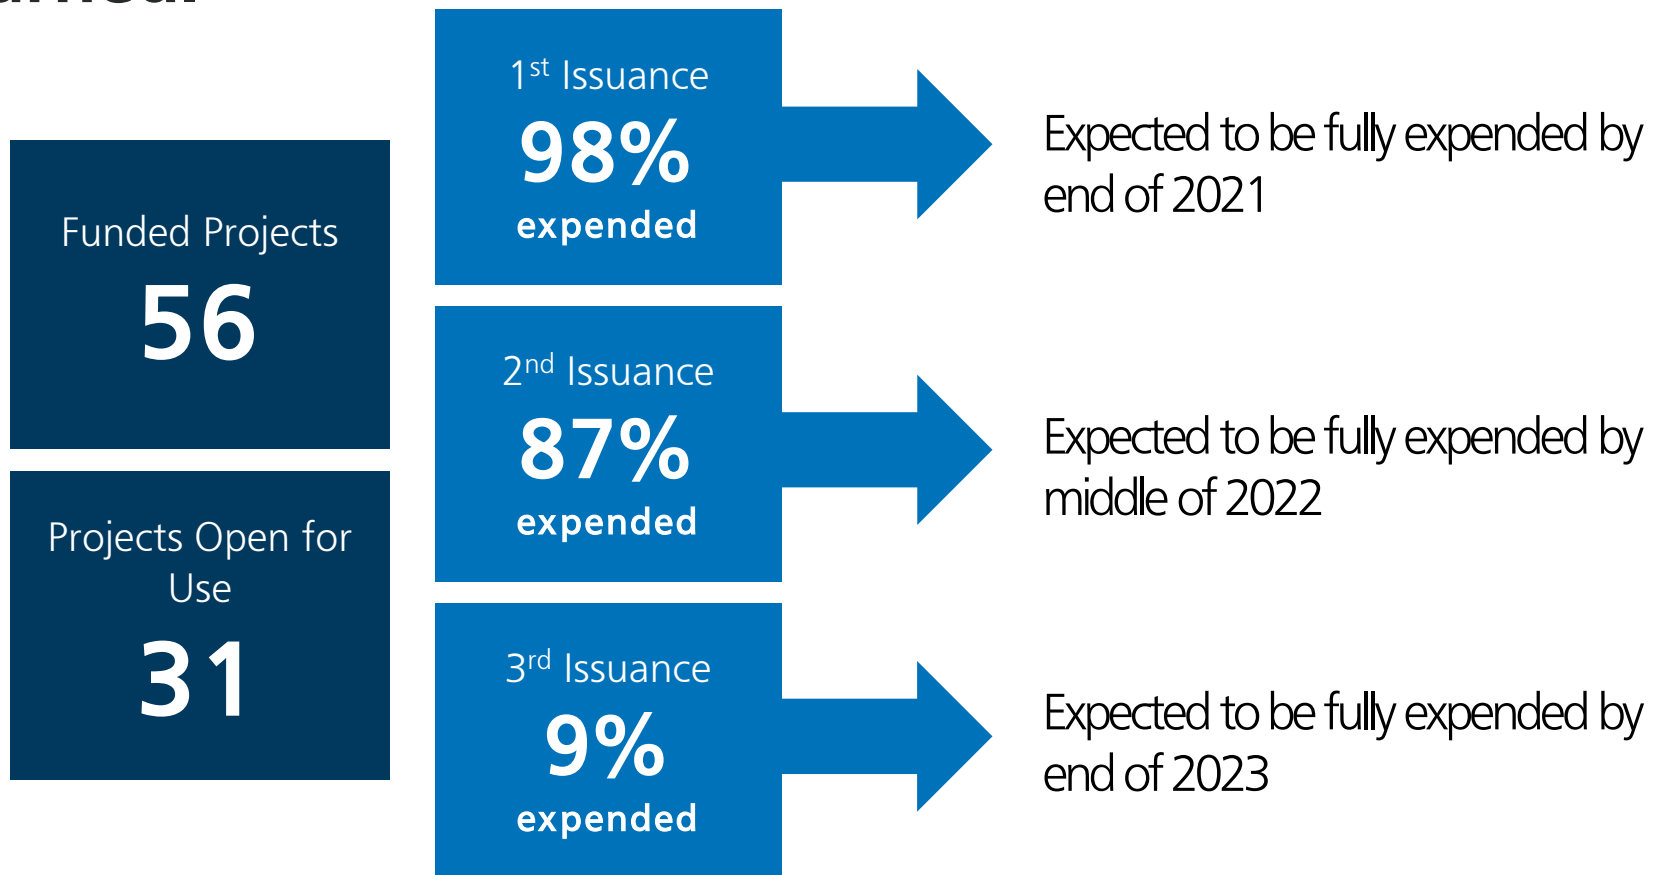 Funded Projects
56
Projects Open for
Use
31
1st Issuance
98%
expended
Expected to be fully expended by
end of 2021
2nd Issuance
87%
expended
Expected to be fully expended by
middle of 2022
3rd Issuance
9%
expended
Expected to be fully expended by
end of 2023